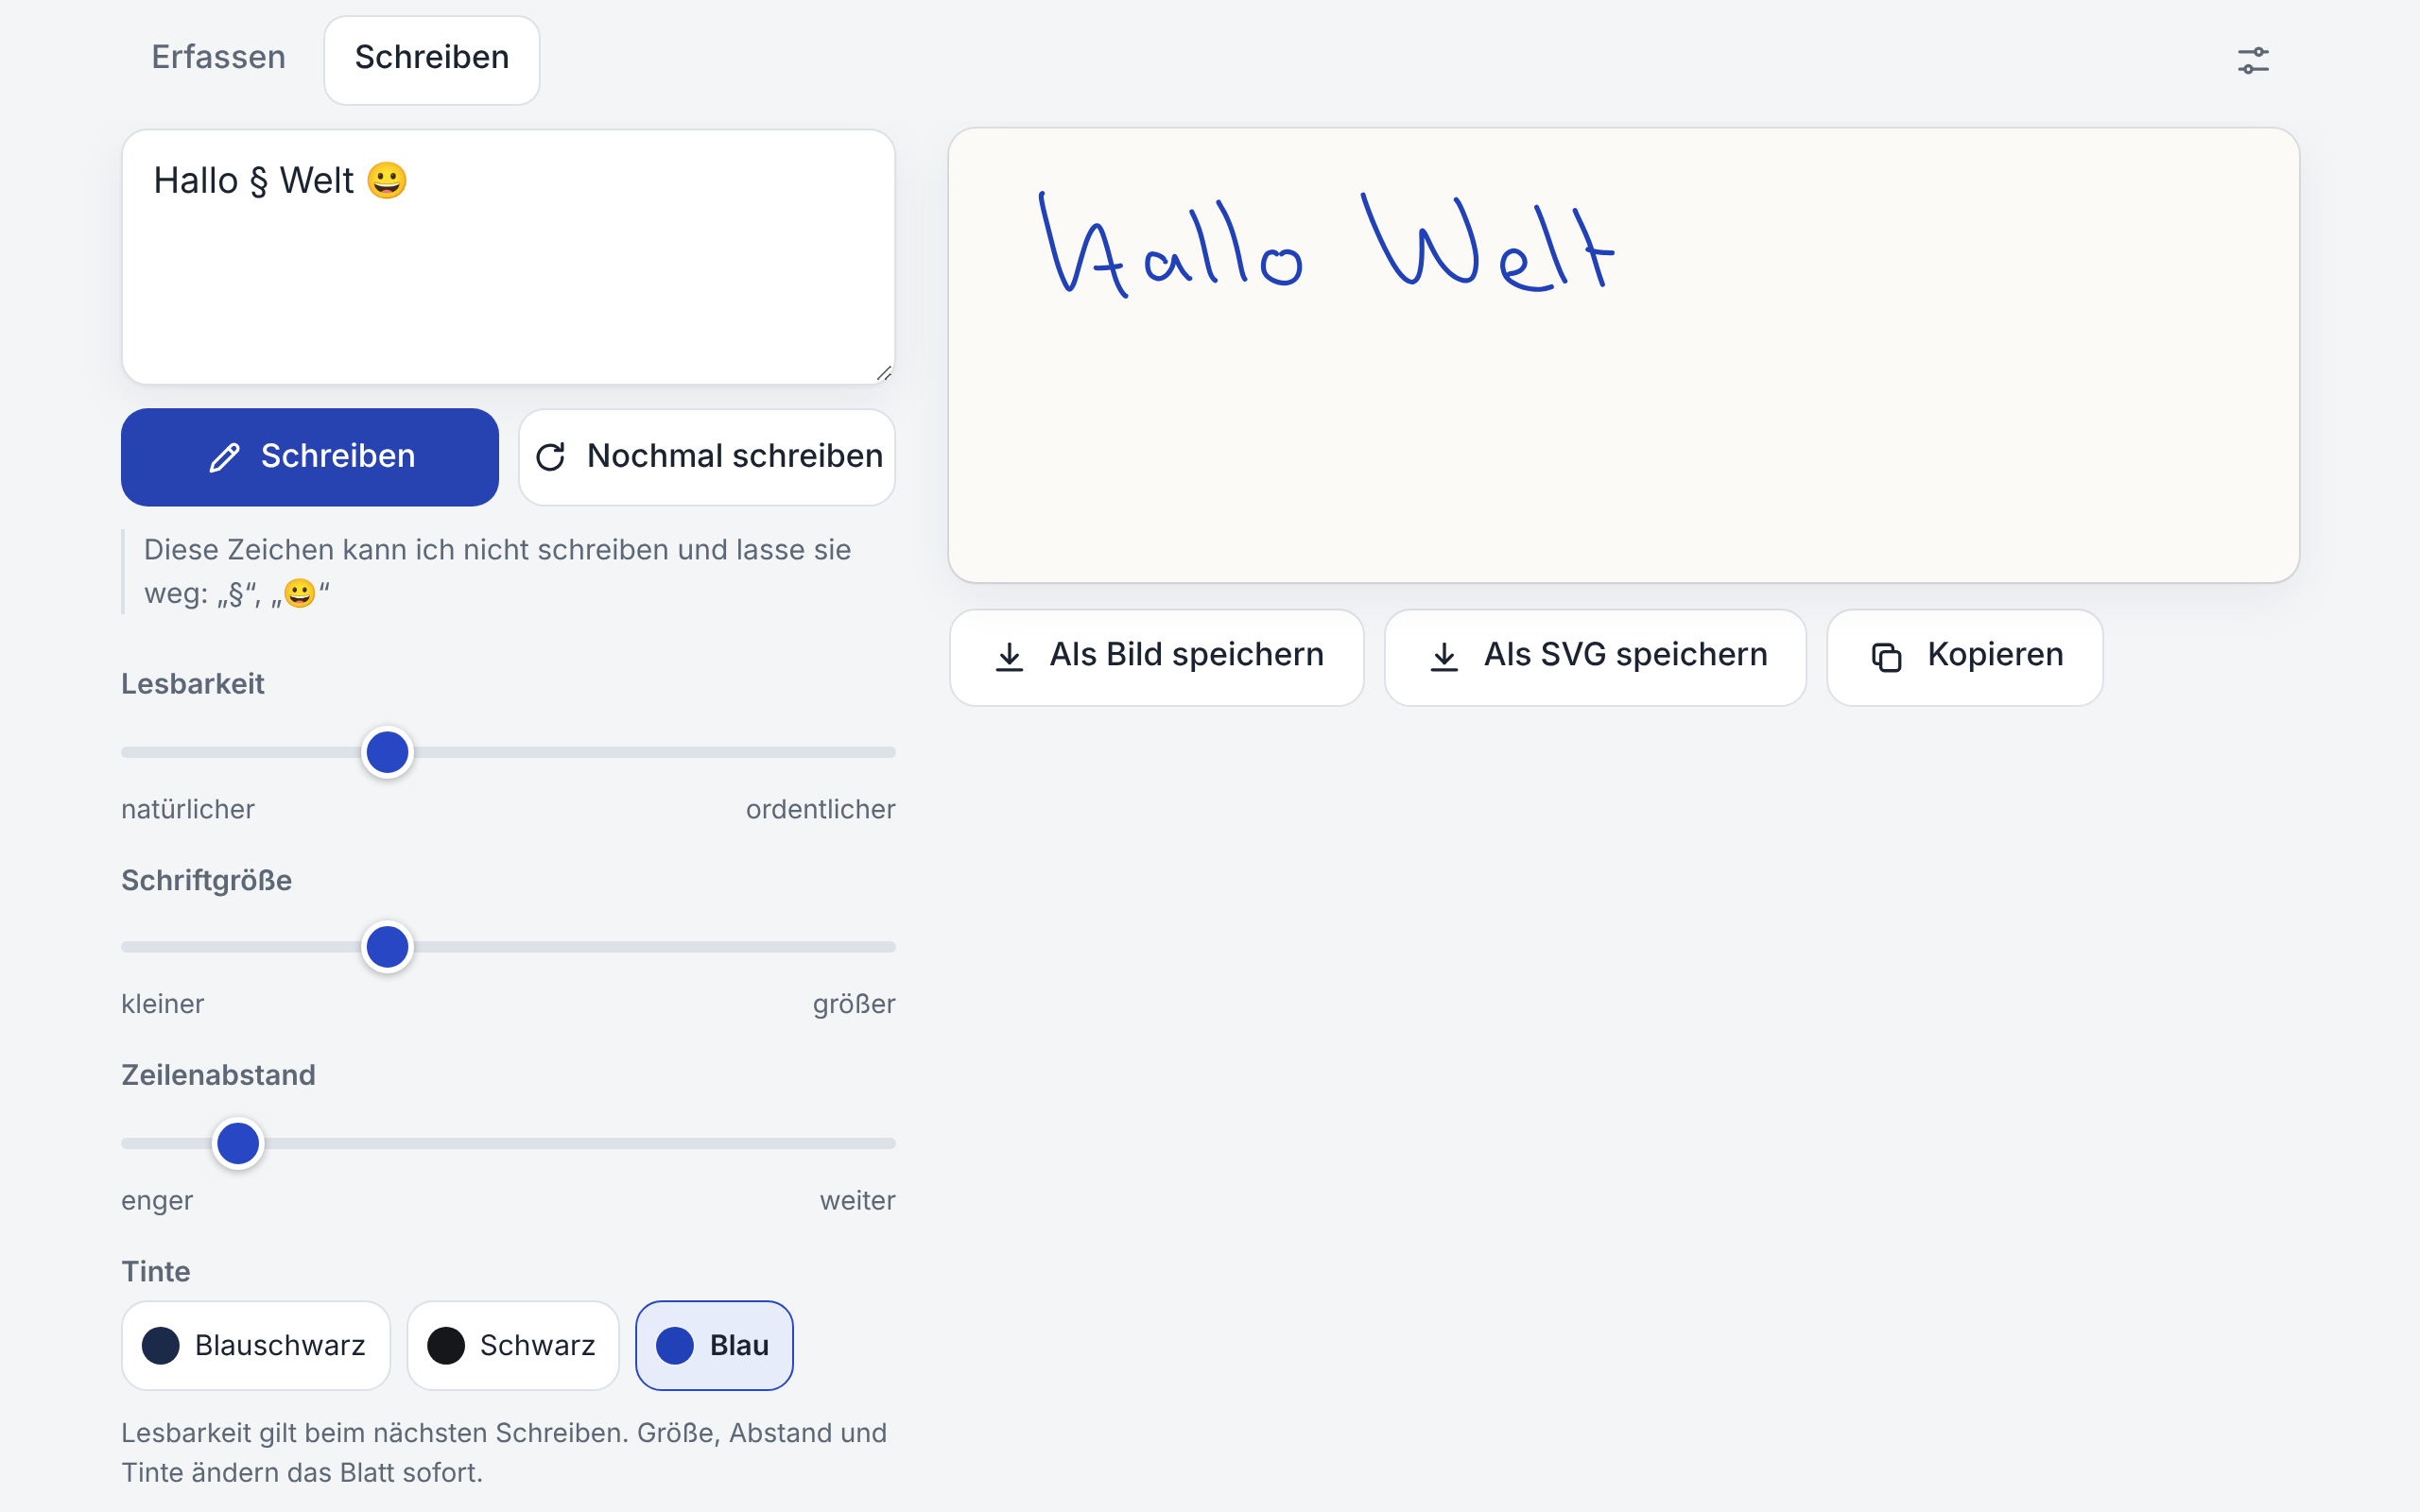 Erfassen Schreiben
Hallo § Welt 😀
Hallo Welt
Schreiben Nochmal schreiben
Diese Zeichen kann ich nicht schreiben und lasse sie
weg: „§“, „😀“
Als Bild speichern Als SVG speichern Kopieren
Lesbarkeit
natürlicher ordentlicher
Schriftgröße
kleiner größer
Zeilenabstand
enger weiter
Tinte
Blauschwarz Schwarz Blau
Lesbarkeit gilt beim nächsten Schreiben. Größe, Abstand und
Tinte ändern das Blatt sofort.